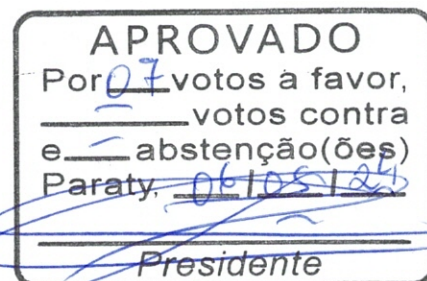 APROVADO
Por 07 votos a favor,
votos contra
e - abstenção(ões)
Paraty, 06/05/24
Presidente